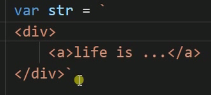 var str = `
<div>
    <a>life is ...</a>
</div>`